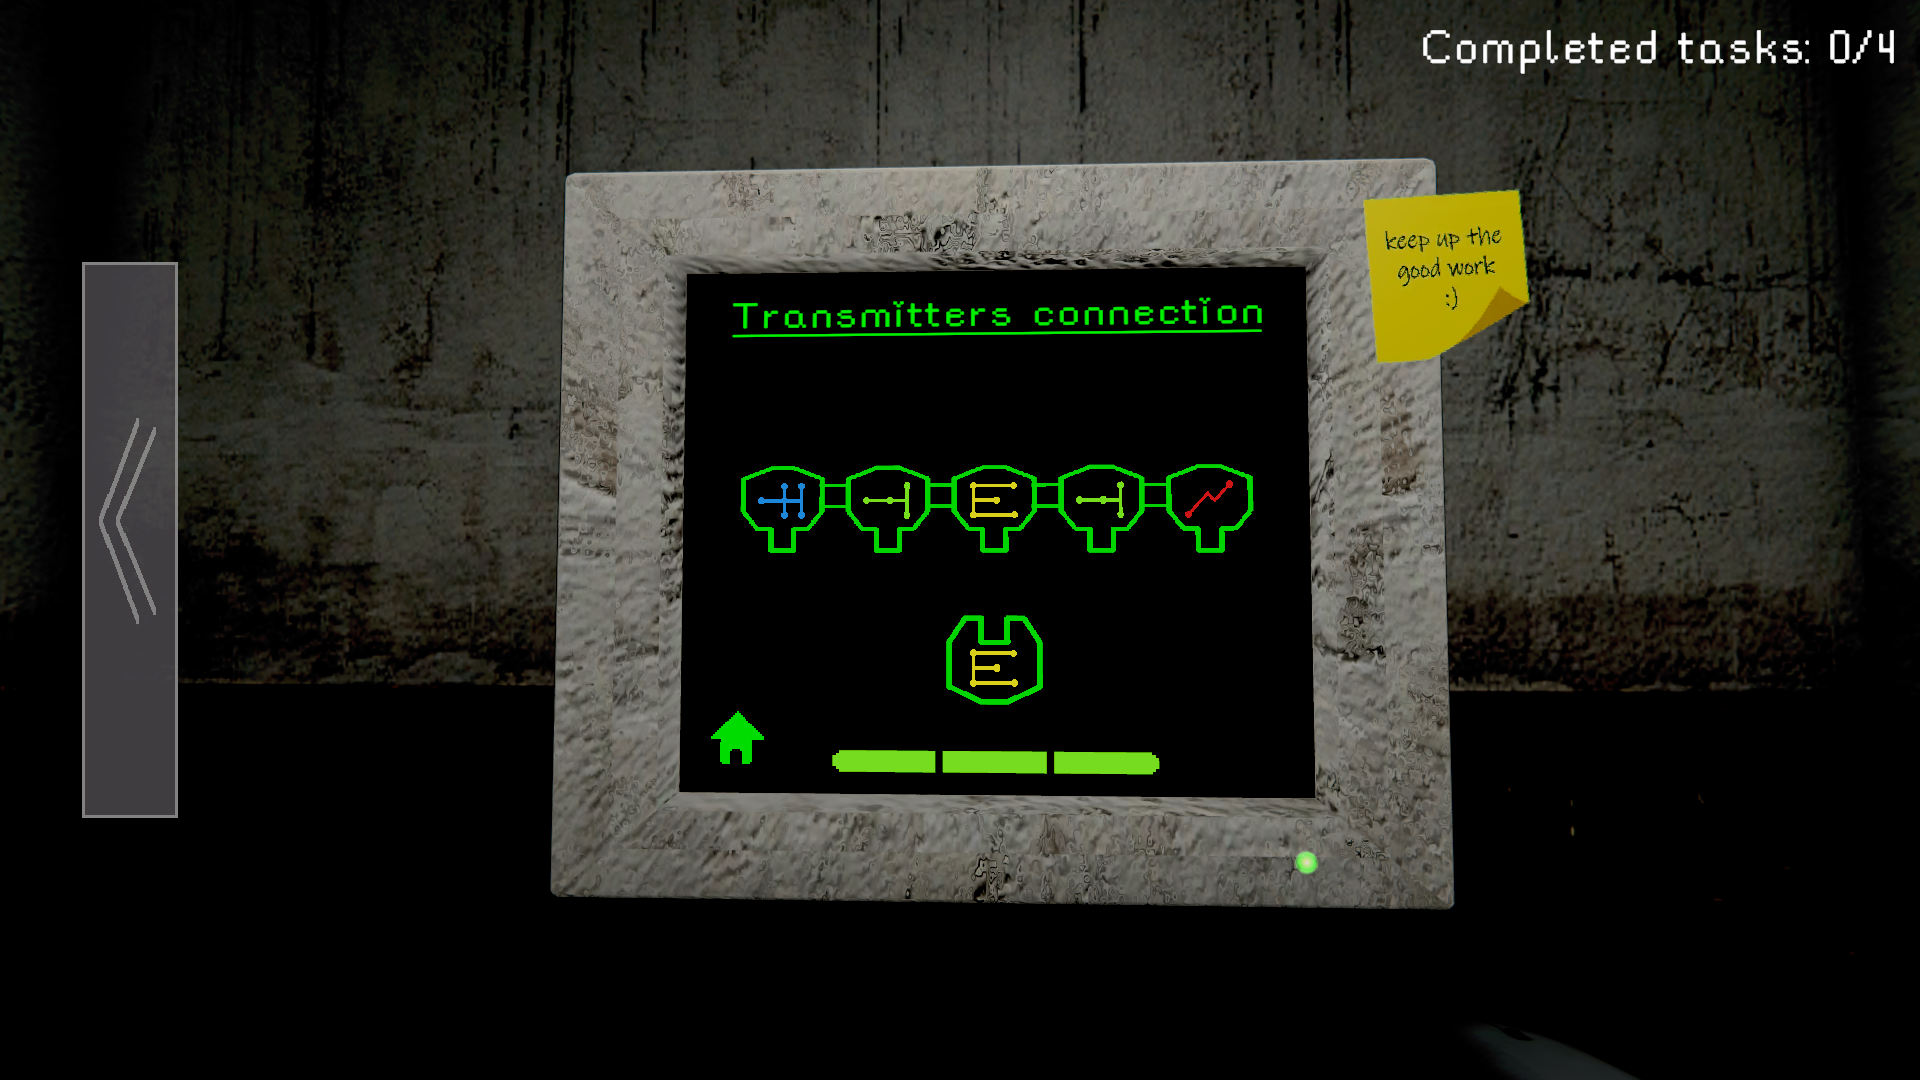 Completed tasks: 0/4
keep up the
good work
:)
Transmitters connection